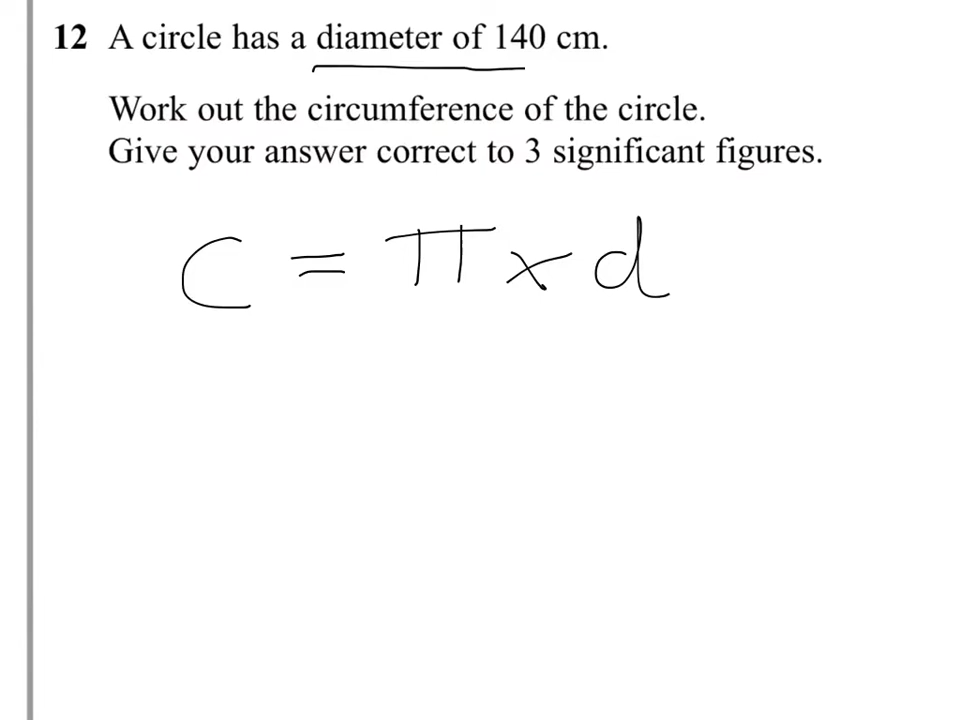 12 A circle has a diameter of 140 cm.
Work out the circumference of the circle.
Give your answer correct to 3 significant figures.
C = π × d